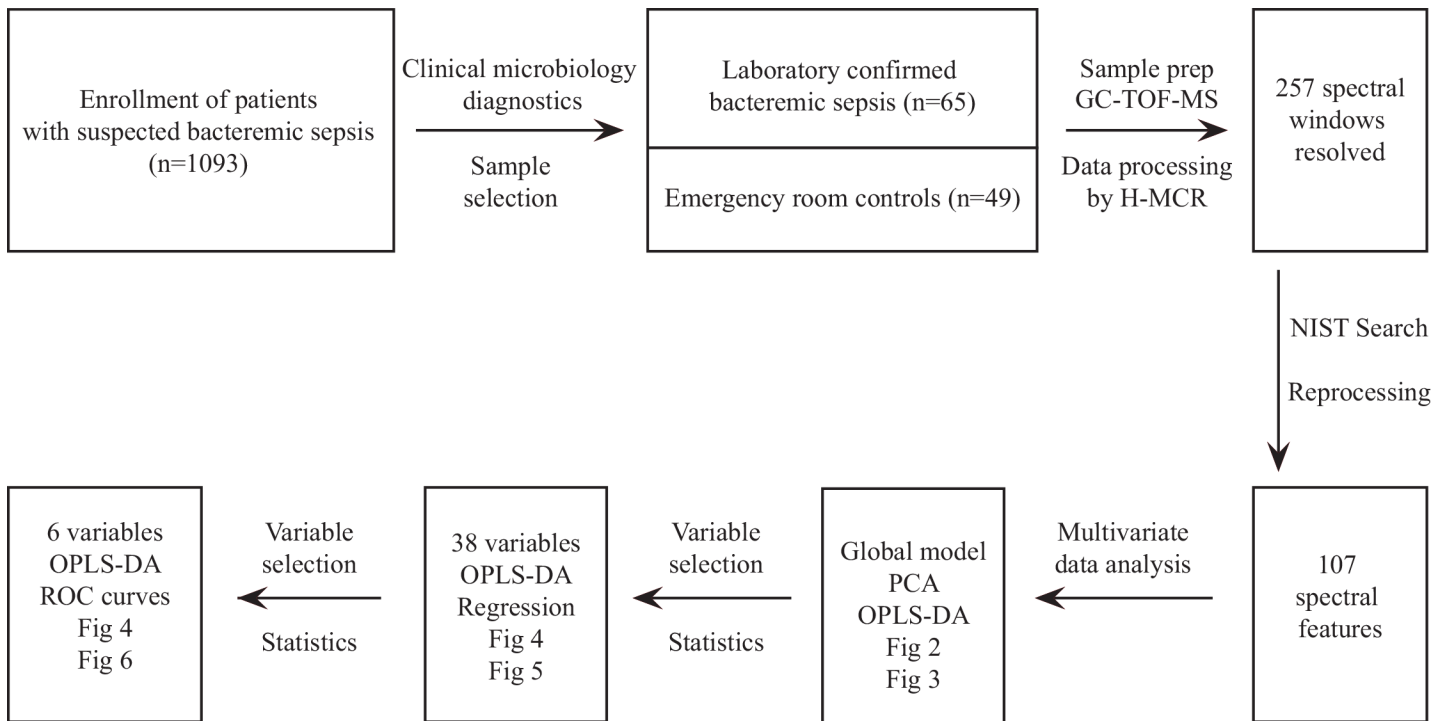 Enrollment of patients
with suspected bacteremic sepsis
(n=1093)
Clinical microbiology
diagnostics
Sample
selection
Laboratory confirmed
bacteremic sepsis (n=65)
Emergency room controls (n=49)
Sample prep
GC-TOF-MS
Data processing
by H-MCR
257 spectral
windows
resolved
NIST Search
Reprocessing
107
spectral
features
Multivariate
data analysis
Global model
PCA
OPLS-DA
Fig 2
Fig 3
Variable
selection
Statistics
38 variables
OPLS-DA
Regression
Fig 4
Fig 5
Variable
selection
Statistics
6 variables
OPLS-DA
ROC curves
Fig 4
Fig 6